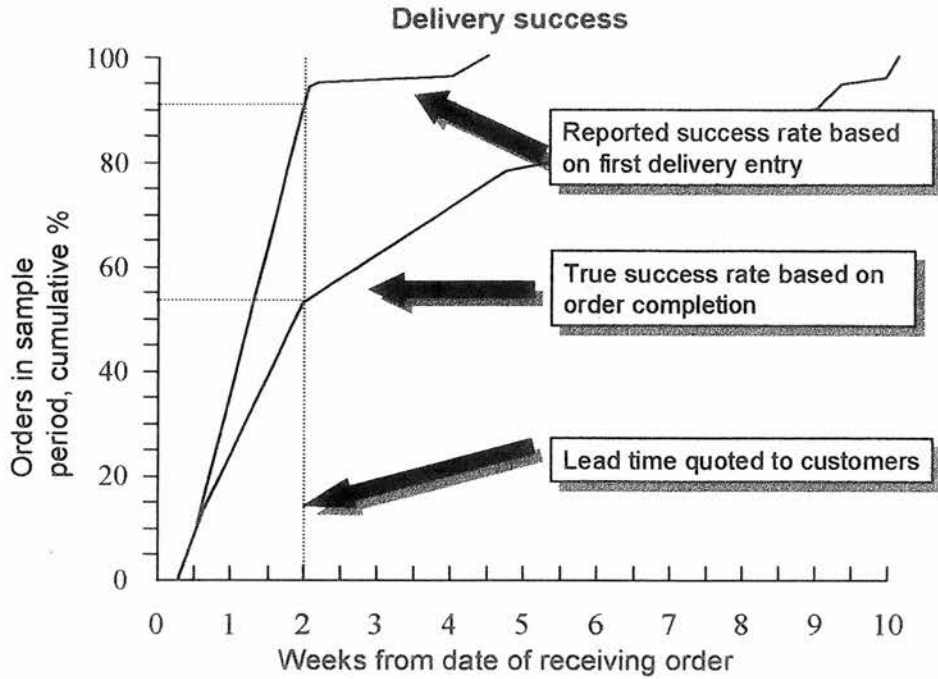 Delivery success
100
80
60
40
20
0
Orders in sample
period, cumulative %
Reported success rate based
on first delivery entry
True success rate based on
order completion
Lead time quoted to customers
0 1 2 3 4 5 6 7 8 9 10
Weeks from date of receiving order